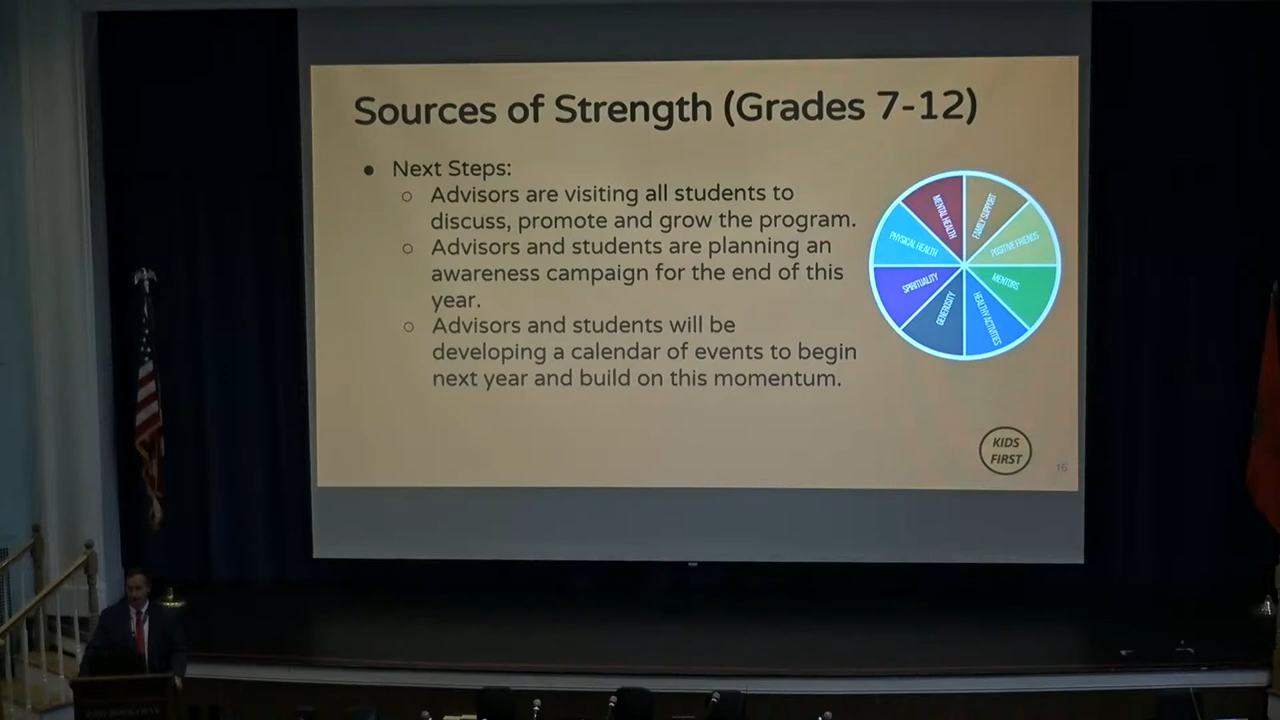 Sources of Strength (Grades 7-12)
● Next Steps:
○ Advisors are visiting all students to
discuss, promote and grow the program.
○ Advisors and students are planning an
awareness campaign for the end of this
year.
○ Advisors and students will be
developing a calendar of events to begin
next year and build on this momentum.
MENTAL HEALTH
FAMILY SUPPORT
POSITIVE FRIENDS
MENTORS
HEALTHY ACTIVITIES
GENEROSITY
SPIRITUALITY
PHYSICAL HEALTH
KIDS
FIRST
16